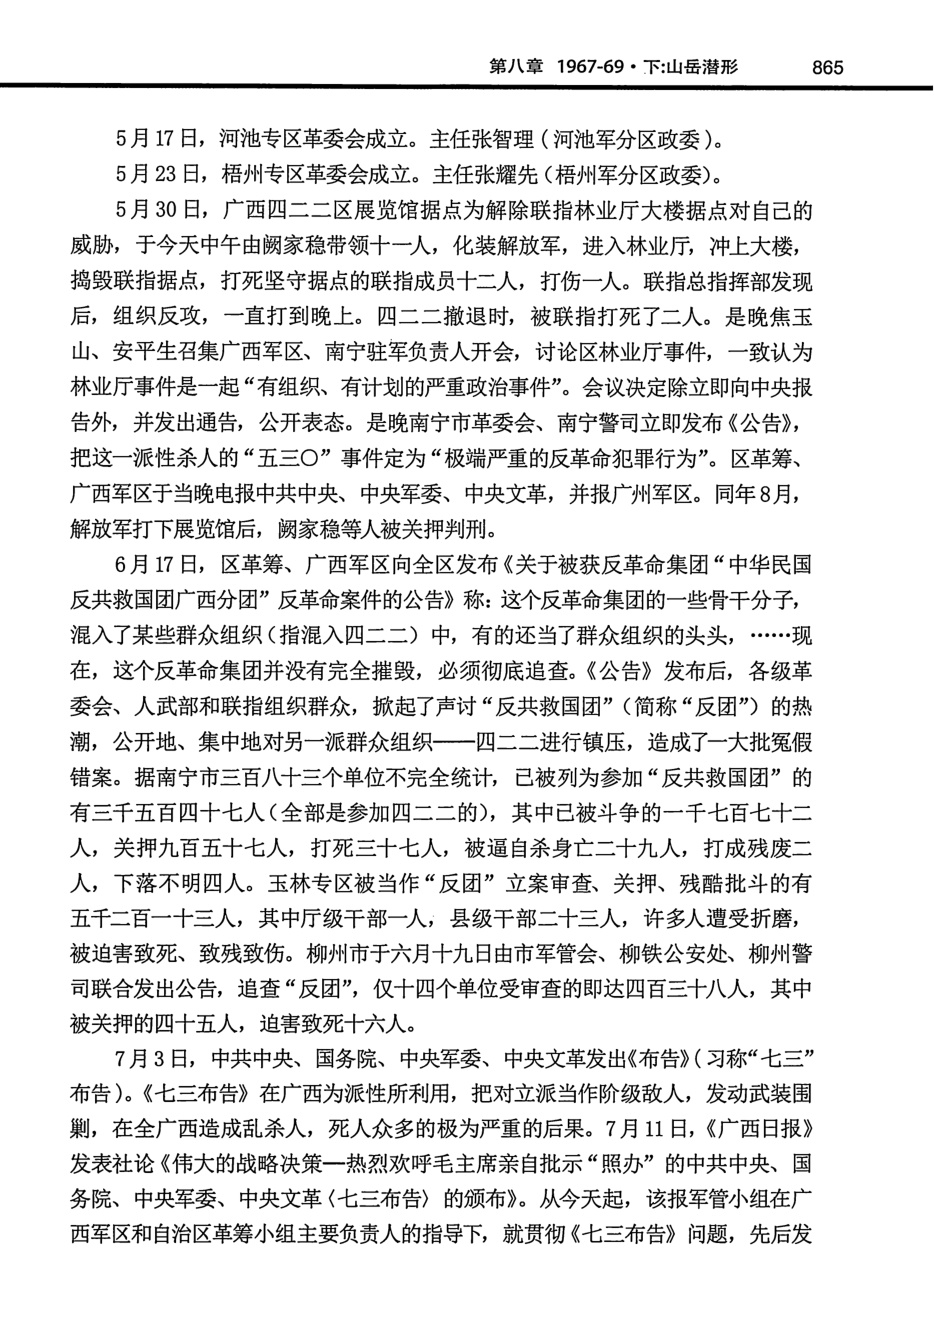 第八章 1967-69·下:山岳潜形 865
5月17日，河池专区革委会成立。主任张智理（河池军分区政委）。
5月23日，梧州专区革委会成立。主任张耀先（梧州军分区政委）。
5月30日，广西四二二区展览馆据点为解除联指林业厅大楼据点对自己的
威胁，于今天中午由阙家稳带领十一人，化装解放军，进入林业厅，冲上大楼，
捣毁联指据点，打死坚守据点的联指成员十二人，打伤一人。联指总指挥部发现
后，组织反攻，一直打到晚上。四二二撤退时，被联指打死了二人。是晚焦玉
山、安平生召集广西军区、南宁驻军负责人开会，讨论区林业厅事件，一致认为
林业厅事件是一起“有组织、有计划的严重政治事件”。会议决定除立即向中央报
告外，并发出通告，公开表态。是晚南宁市革委会、南宁警司立即发布《公告》，
把这一派性杀人的“五三〇”事件定为“极端严重的反革命犯罪行为”。区革筹、
广西军区于当晚电报中共中央、中央军委、中央文革，并报广州军区。同年8月，
解放军打下展览馆后，阙家稳等人被关押判刑。
6月17日，区革筹、广西军区向全区发布《关于被获反革命集团“中华民国
反共救国团广西分团”反革命案件的公告》称：这个反革命集团的一些骨干分子，
混入了某些群众组织（指混入四二二）中，有的还当了群众组织的头头，……现
在，这个反革命集团并没有完全摧毁，必须彻底追查。《公告》发布后，各级革
委会、人武部和联指组织群众，掀起了声讨“反共救国团”（简称“反团”）的热
潮，公开地、集中地对另一派群众组织——四二二进行镇压，造成了一大批冤假
错案。据南宁市三百八十三个单位不完全统计，已被列为参加“反共救国团”的
有三千五百四十七人（全部是参加四二二的），其中已被斗争的一千七百七十二
人，关押九百五十七人，打死三十七人，被逼自杀身亡二十九人，打成残废二
人，下落不明四人。玉林专区被当作“反团”立案审查、关押、残酷批斗的有
五千二百一十三人，其中厅级干部一人，县级干部二十三人，许多人遭受折磨，
被迫害致死、致残致伤。柳州市于六月十九日由市军管会、柳铁公安处、柳州警
司联合发出公告，追查“反团”，仅十四个单位受审查的即达四百三十八人，其中
被关押的四十五人，迫害致死十六人。
7月3日，中共中央、国务院、中央军委、中央文革发出《布告》（习称“七三”
布告）。《七三布告》在广西为派性所利用，把对立派当作阶级敌人，发动武装围
剿，在全广西造成乱杀人，死人众多的极为严重的后果。7月11日，《广西日报》
发表社论《伟大的战略决策—热烈欢呼毛主席亲自批示“照办”的中共中央、国
务院、中央军委、中央文革〈七三布告〉的颁布》。从今天起，该报军管小组在广
西军区和自治区革筹小组主要负责人的指导下，就贯彻《七三布告》问题，先后发